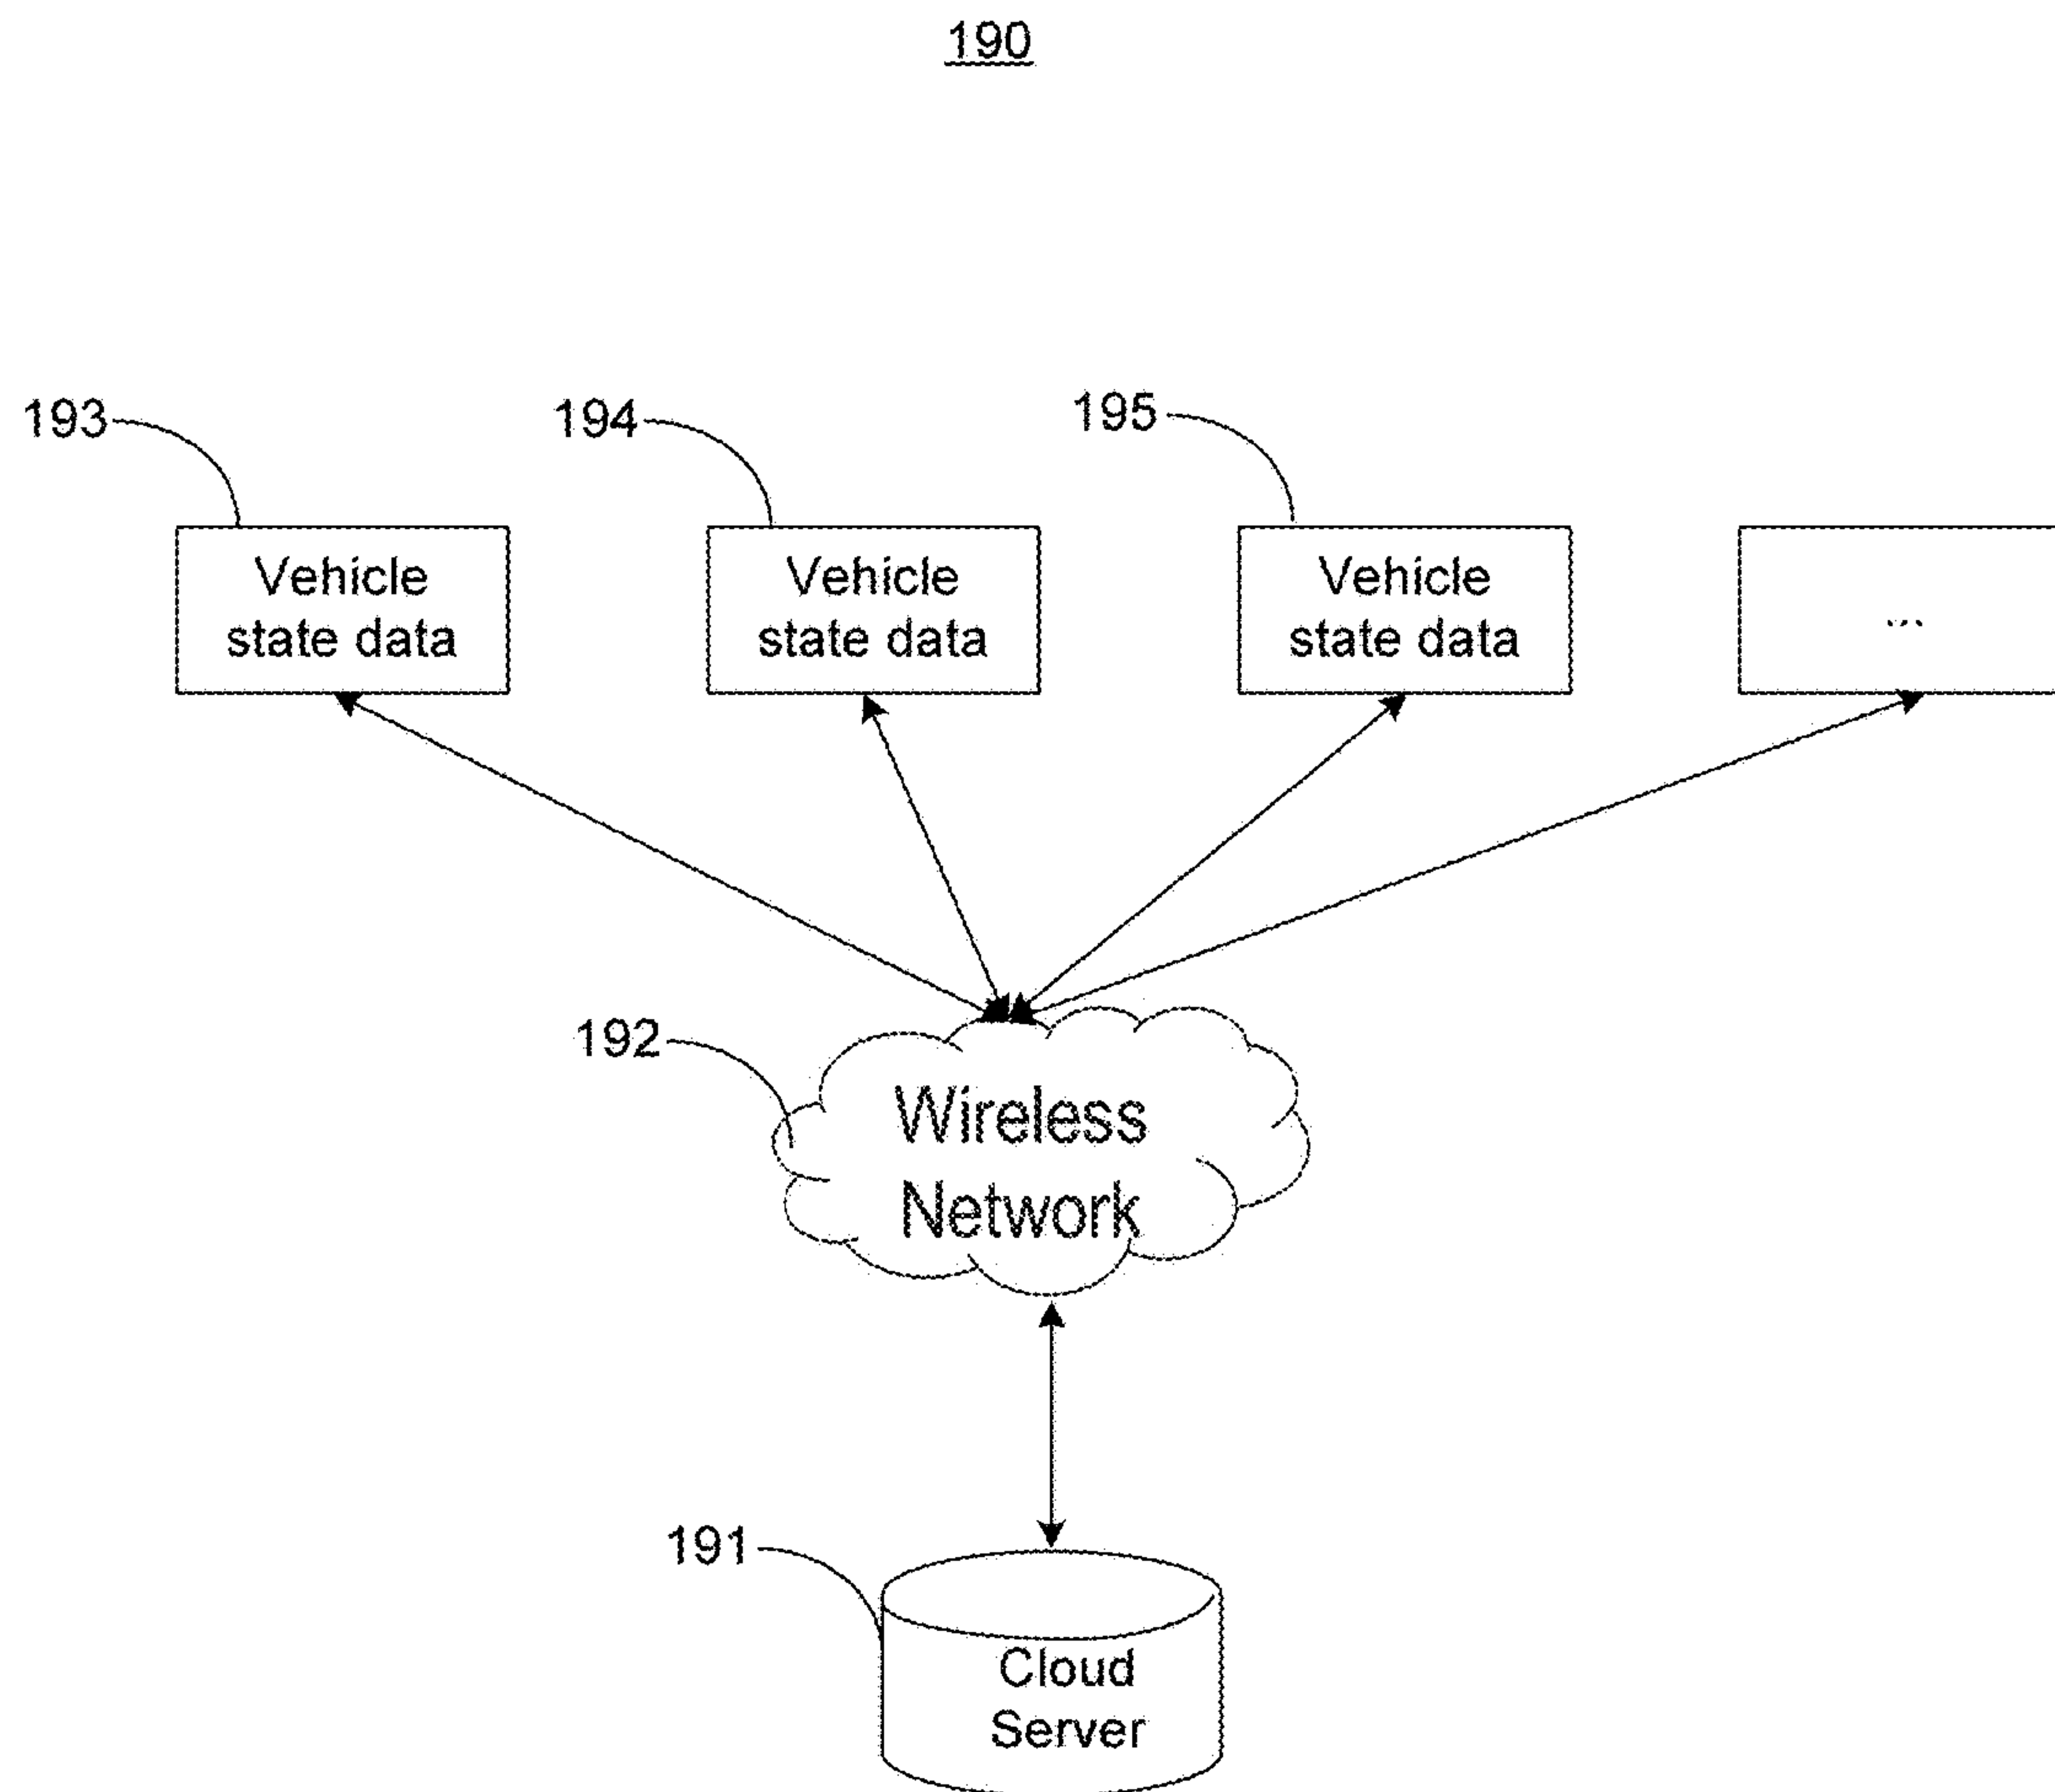 190
193
194
195
Vehicle
state data
Vehicle
state data
Vehicle
state data
...
192
Wireless
Network
191
Cloud
Server